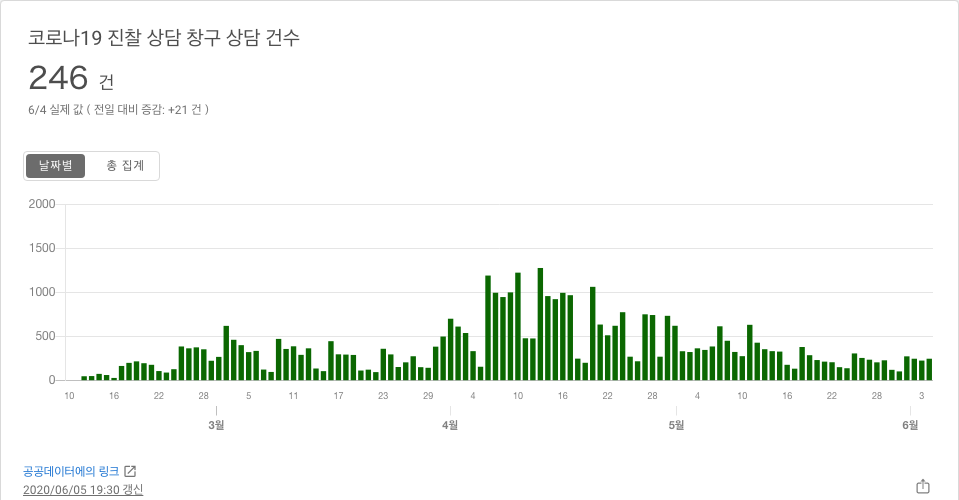 코로나19 진찰 상담 창구 상담 건수
246 건
6/4 실제 값 ( 전일 대비 증감: +21 건 )
날짜별 총 집계
2000
1500
1000
500
0
10 16 22 28 5 11 17 23 29 4 10 16 22 28 4 10 16 22 28 3
3월 4월 5월 6월
공공데이터에의 링크
2020/06/05 19:30 갱신